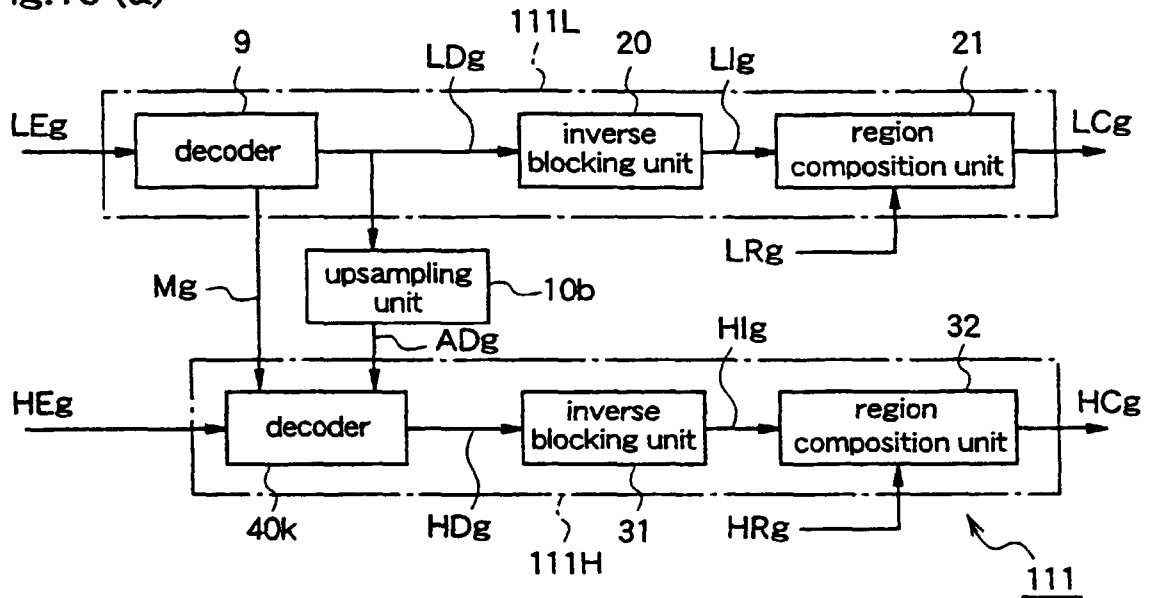 111L
9
20
21
LDg
LIg
LEg
decoder
inverse
blocking unit
region
composition unit
LCg
LRg
Mg
upsampling
unit
10b
ADg
HIg
32
HEg
decoder
inverse
blocking unit
region
composition unit
HCg
40k
HDg
31
HRg
111H
111